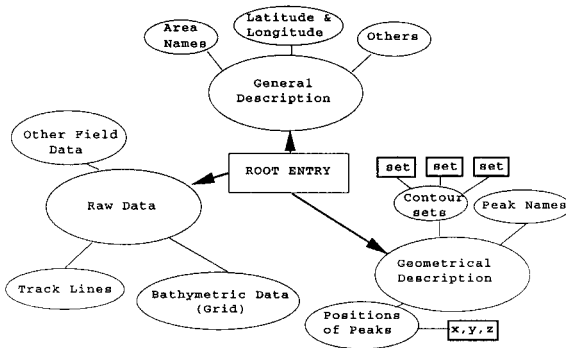 Area
Names
Latitude &
Longitude
Others
General
Description
Other Field
Data
ROOT ENTRY
set
set
set
Contour
sets
Peak Names
Raw Data
Geometrical
Description
Track Lines
Bathymetric Data
(Grid)
Positions
of Peaks
x,y,z